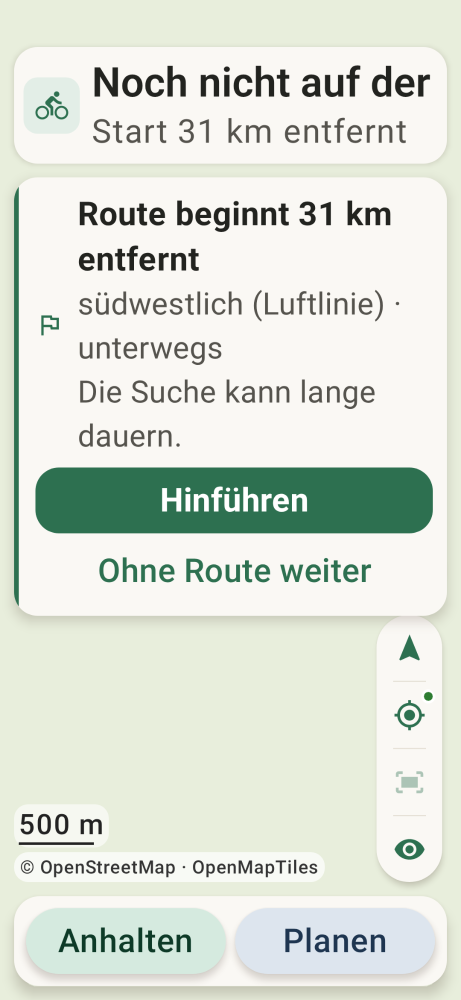 Noch nicht auf der
Start 31 km entfernt
Route beginnt 31 km
entfernt
südwestlich (Luftlinie) ·
unterwegs
Die Suche kann lange
dauern.
Hinführen
Ohne Route weiter
500 m
© OpenStreetMap · OpenMapTiles
Anhalten
Planen